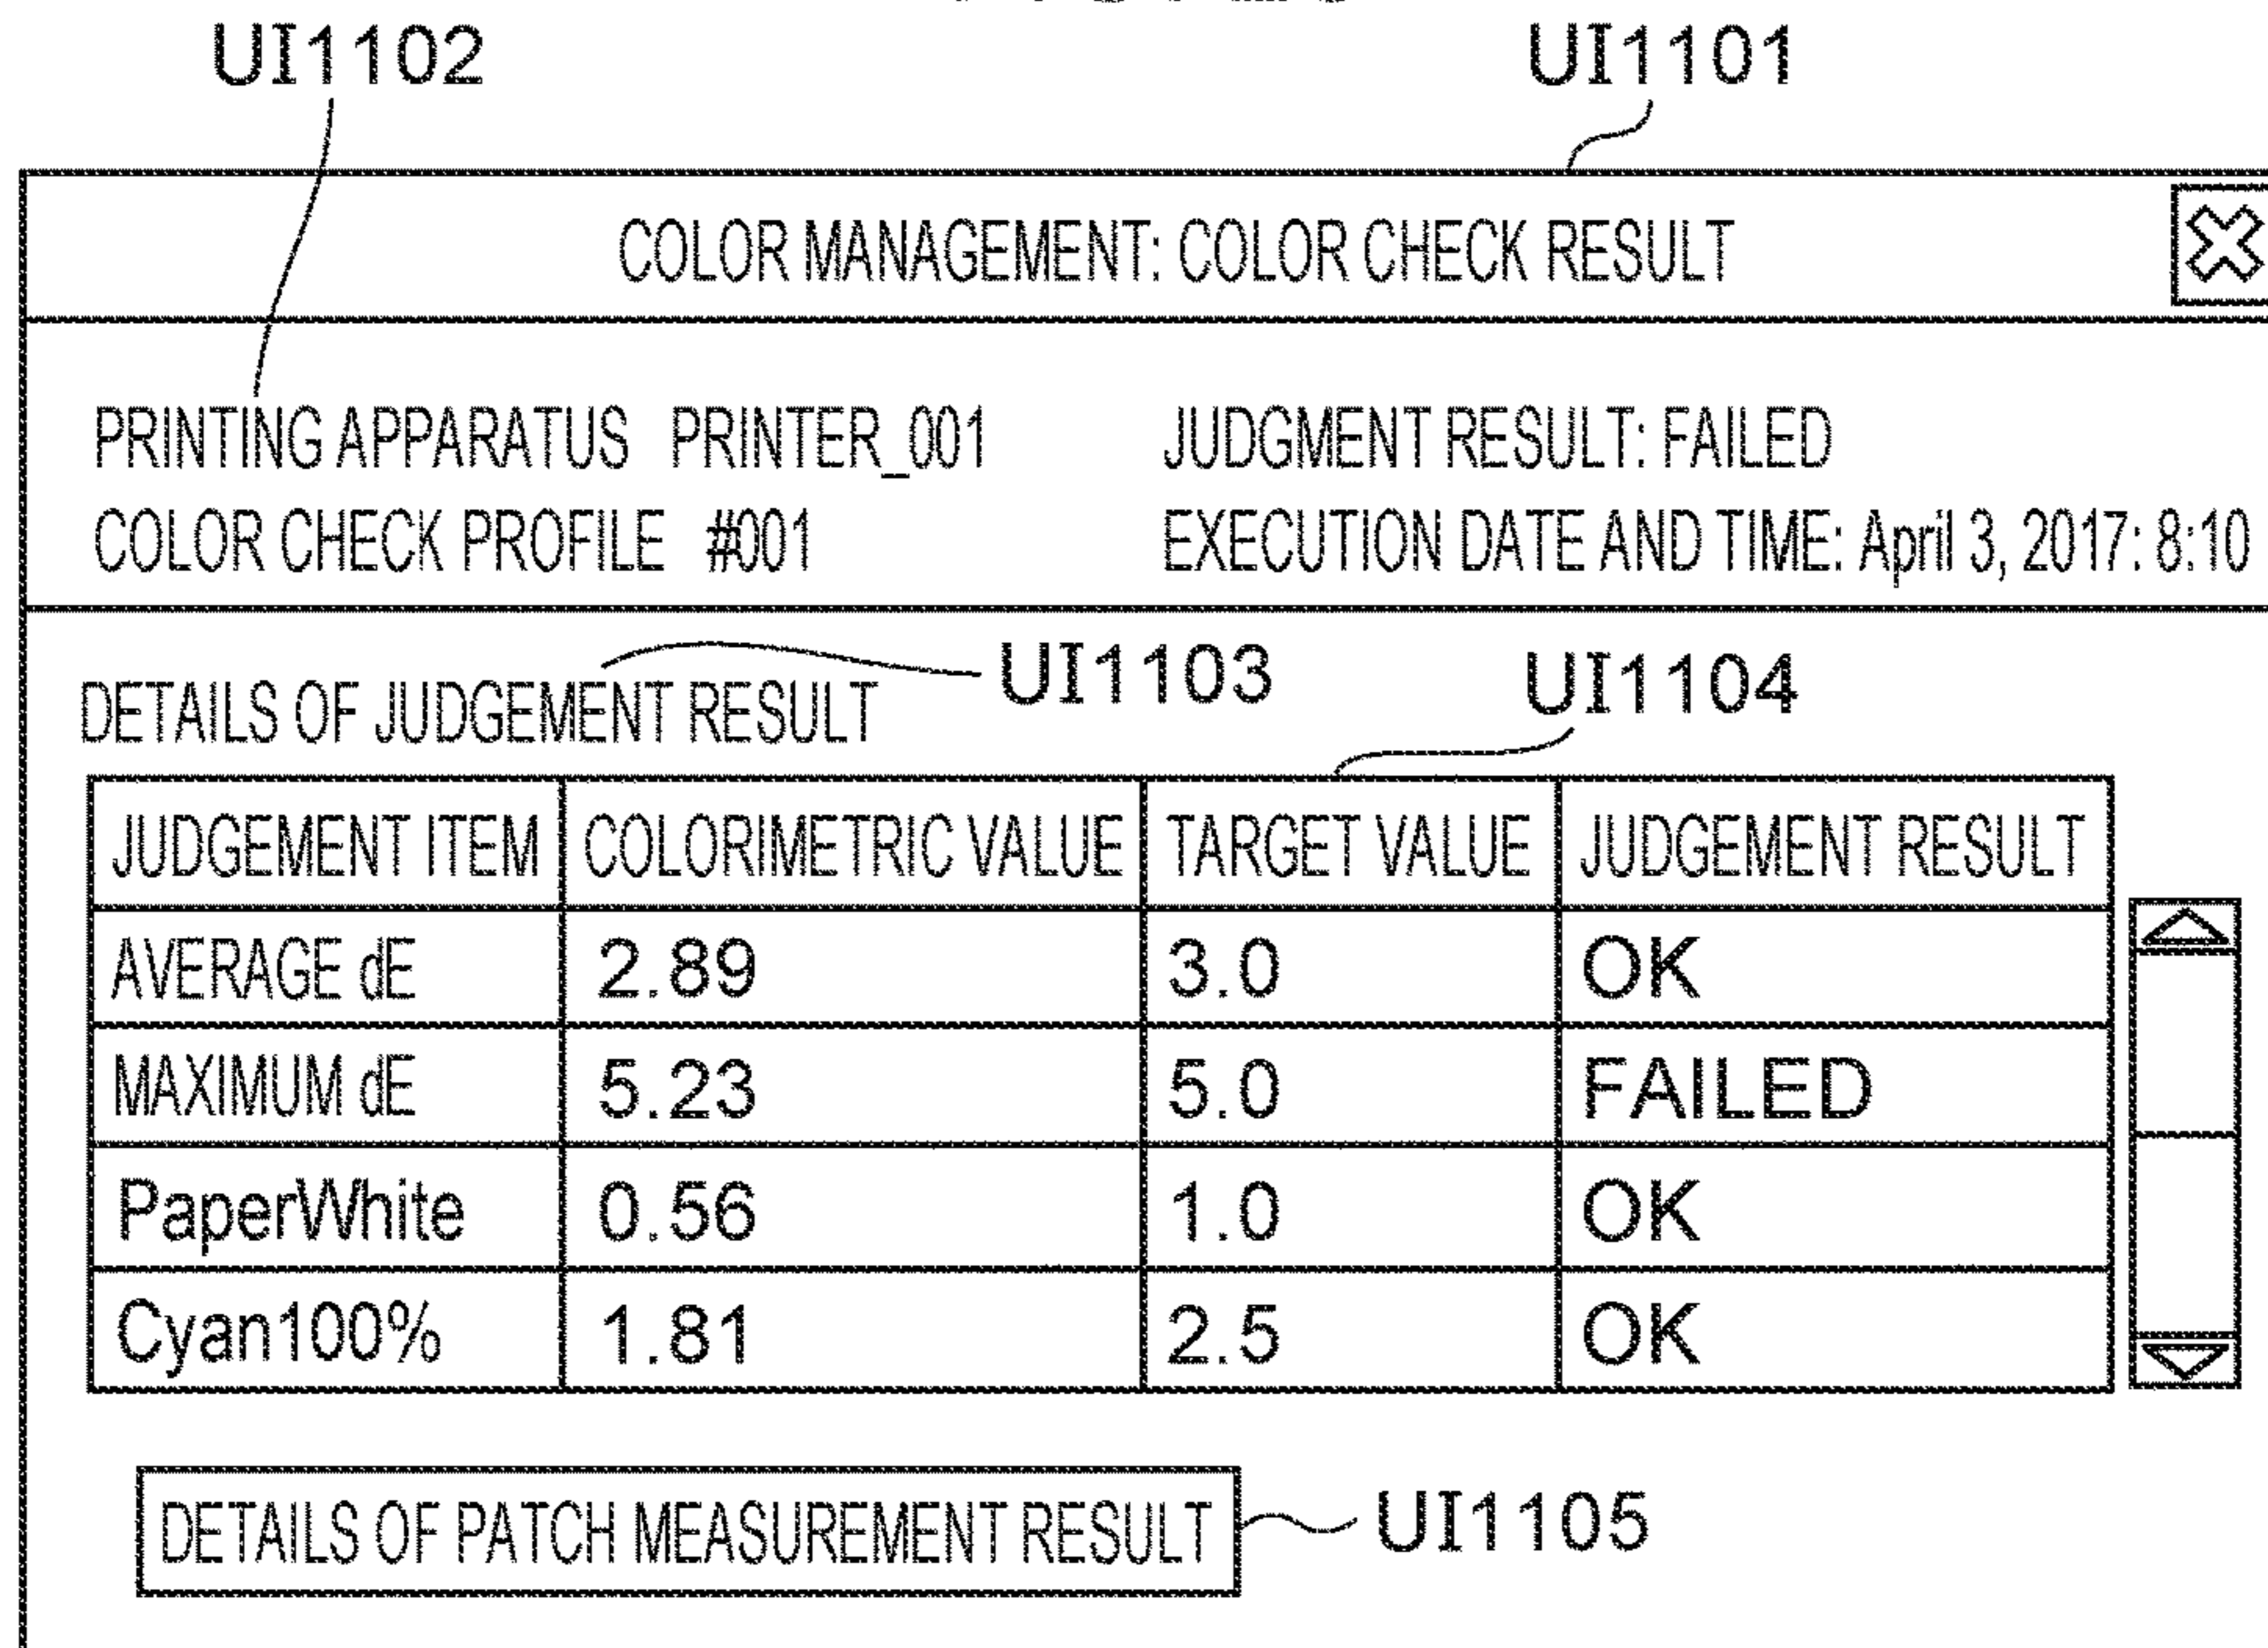 UI1102 UI1101
COLOR MANAGEMENT: COLOR CHECK RESULT
PRINTING APPARATUS PRINTER_001 JUDGMENT RESULT: FAILED
COLOR CHECK PROFILE #001 EXECUTION DATE AND TIME: April 3, 2017: 8:10
UI1103 UI1104
DETAILS OF JUDGEMENT RESULT
JUDGEMENT ITEM COLORIMETRIC VALUE TARGET VALUE JUDGEMENT RESULT
AVERAGE dE 2.89 3.0 OK
MAXIMUM dE 5.23 5.0 FAILED
PaperWhite 0.56 1.0 OK
Cyan100% 1.81 2.5 OK
DETAILS OF PATCH MEASUREMENT RESULT UI1105